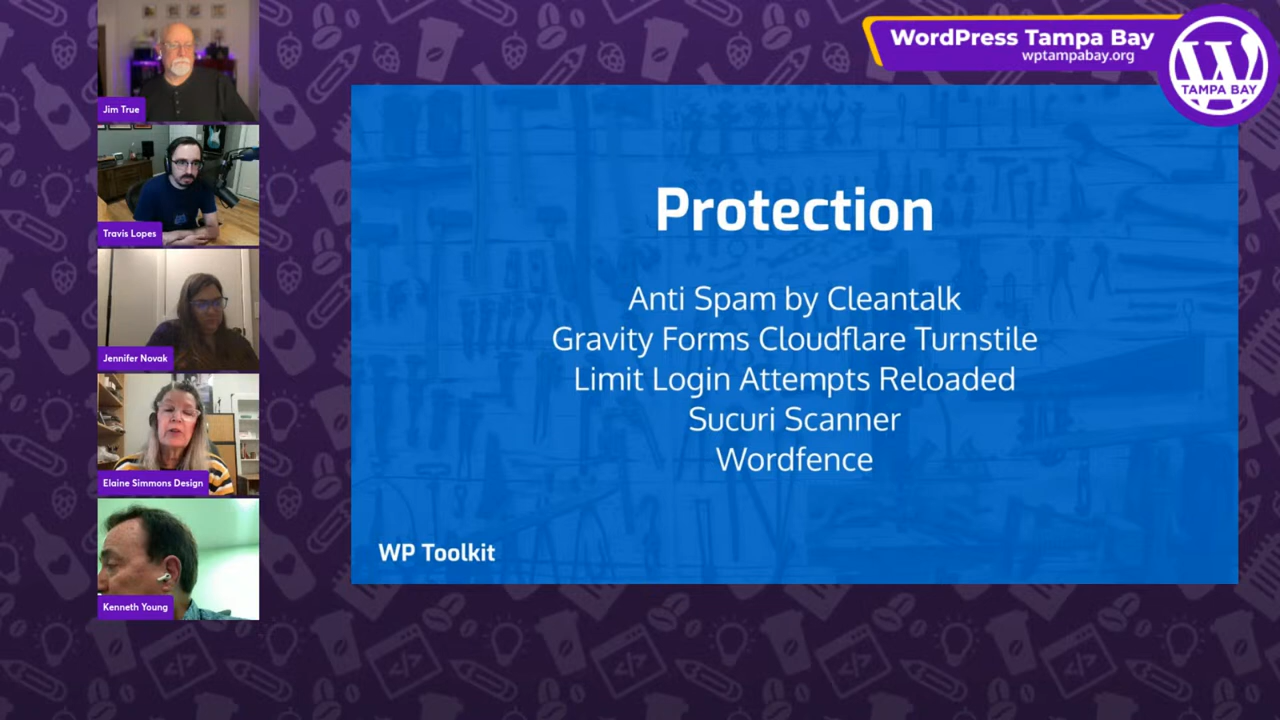 Jim True
Travis Lopes
Jennifer Novak
Elaine Simmons Design
Kenneth Young
WordPress Tampa Bay
wptampabay.org
TAMPA BAY
Protection
Anti Spam by Cleantalk
Gravity Forms Cloudflare Turnstile
Limit Login Attempts Reloaded
Sucuri Scanner
Wordfence
WP Toolkit